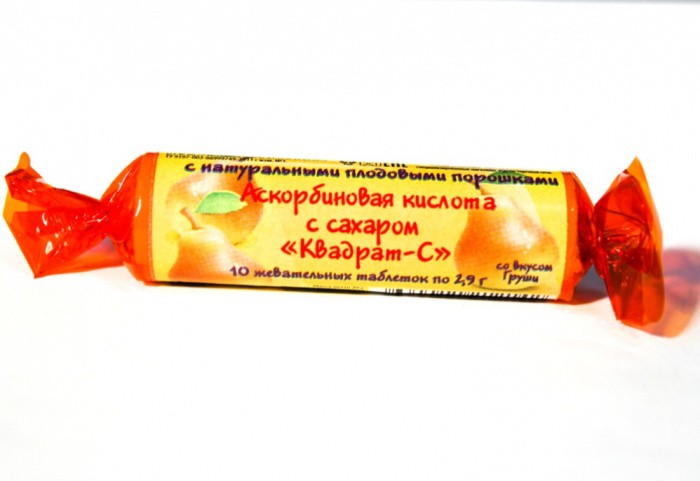 с натуральными плодовыми порошками
Аскорбиновая кислота
с сахаром
«Квадрат-С»
10 жевательных таблеток по 2,9 г
со вкусом
Груши